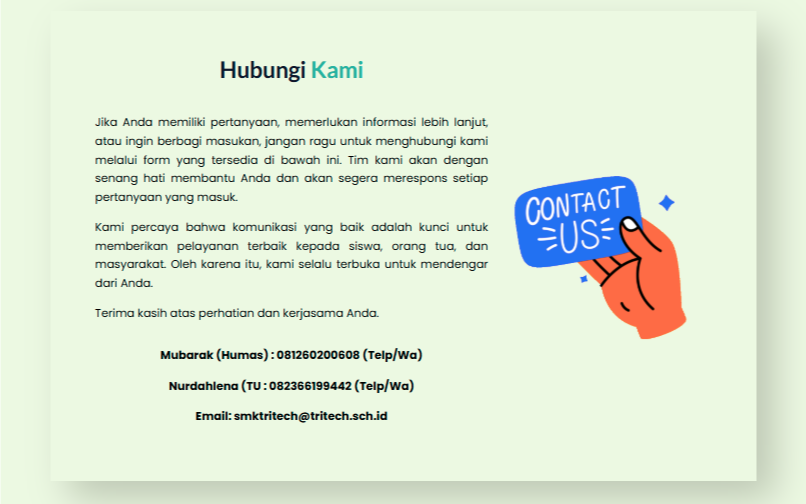 Hubungi Kami
Jika Anda memiliki pertanyaan, memerlukan informasi lebih lanjut,
atau ingin berbagi masukan, jangan ragu untuk menghubungi kami
melalui form yang tersedia di bawah ini. Tim kami akan dengan
senang hati membantu Anda dan akan segera merespons setiap
pertanyaan yang masuk.
Kami percaya bahwa komunikasi yang baik adalah kunci untuk
memberikan pelayanan terbaik kepada siswa, orang tua, dan
masyarakat. Oleh karena itu, kami selalu terbuka untuk mendengar
dari Anda.
Terima kasih atas perhatian dan kerjasama Anda.
Mubarak (Humas) : 081260200608 (Telp/Wa)
Nurdahlena (TU : 082366199442 (Telp/Wa)
Email: smktritech@tritech.sch.id
CONTACT
US